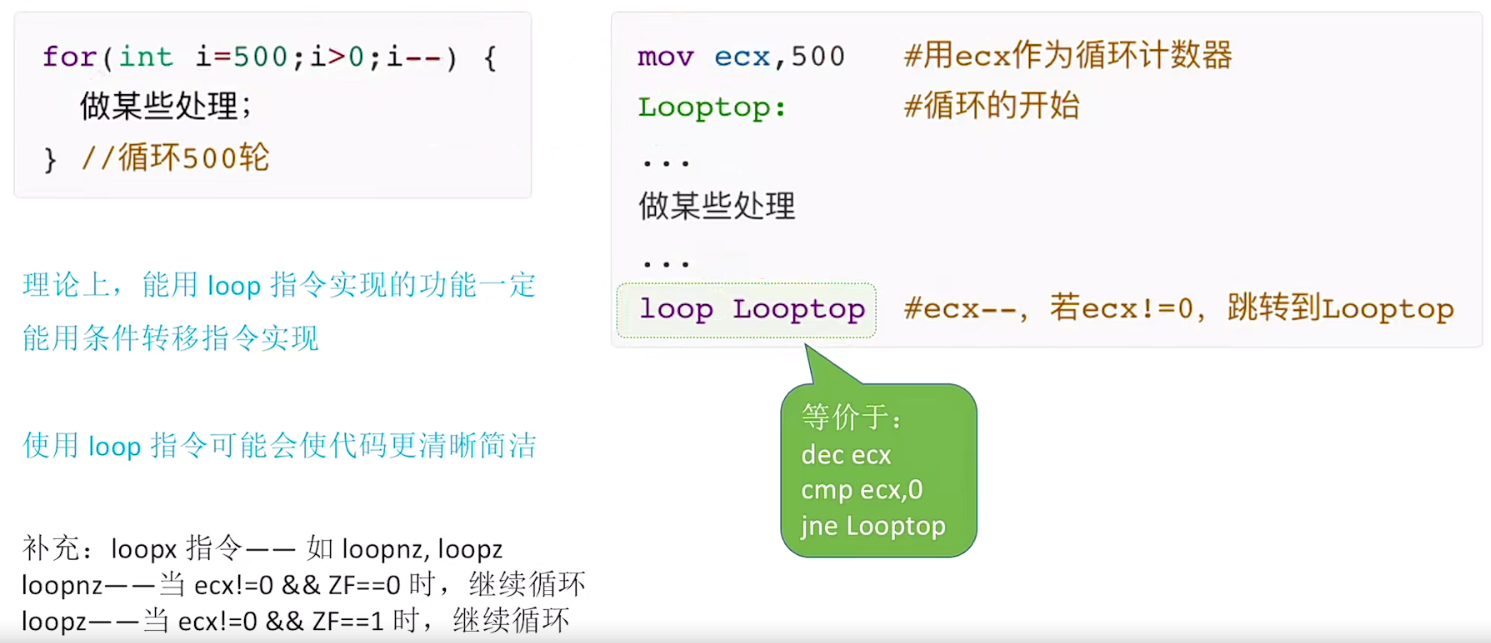 for(int i=500;i>0;i--) {
做某些处理;
} //循环500轮
理论上，能用 loop 指令实现的功能一定
能用条件转移指令实现
使用 loop 指令可能会使代码更清晰简洁
补充：loopx 指令—— 如 loopnz, loopz
loopnz——当 ecx!=0 && ZF==0 时，继续循环
loopz——当 ecx!=0 && ZF==1 时，继续循环
mov ecx,500 #用ecx作为循环计数器
Looptop: #循环的开始
...
做某些处理
...
loop Looptop #ecx--，若ecx!=0，跳转到Looptop
等价于：
dec ecx
cmp ecx,0
jne Looptop